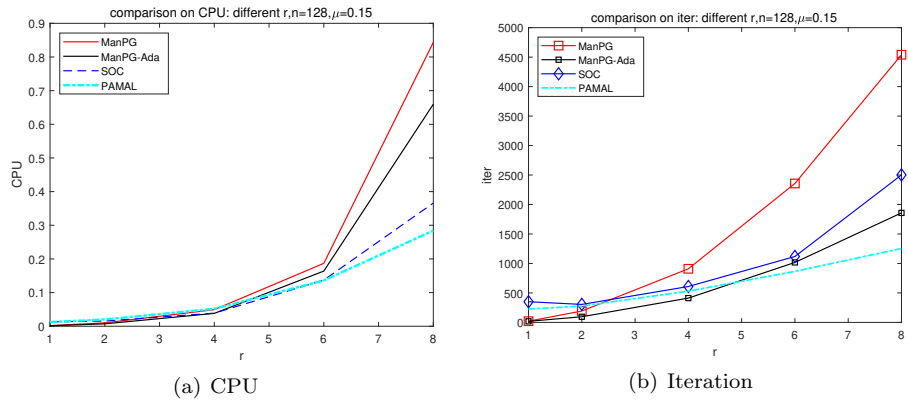 comparison on CPU: different r,n=128,μ=0.15
0.9
0.8
0.7
0.6
0.5
0.4
0.3
0.2
0.1
0
CPU
ManPG
ManPG-Ada
SOC
PAMAL
1 2 3 4 5 6 7 8
r
(a) CPU
comparison on iter: different r,n=128,μ=0.15
5000
4500
4000
3500
3000
2500
2000
1500
1000
500
0
iter
ManPG
ManPG-Ada
SOC
PAMAL
1 2 3 4 5 6 7 8
r
(b) Iteration